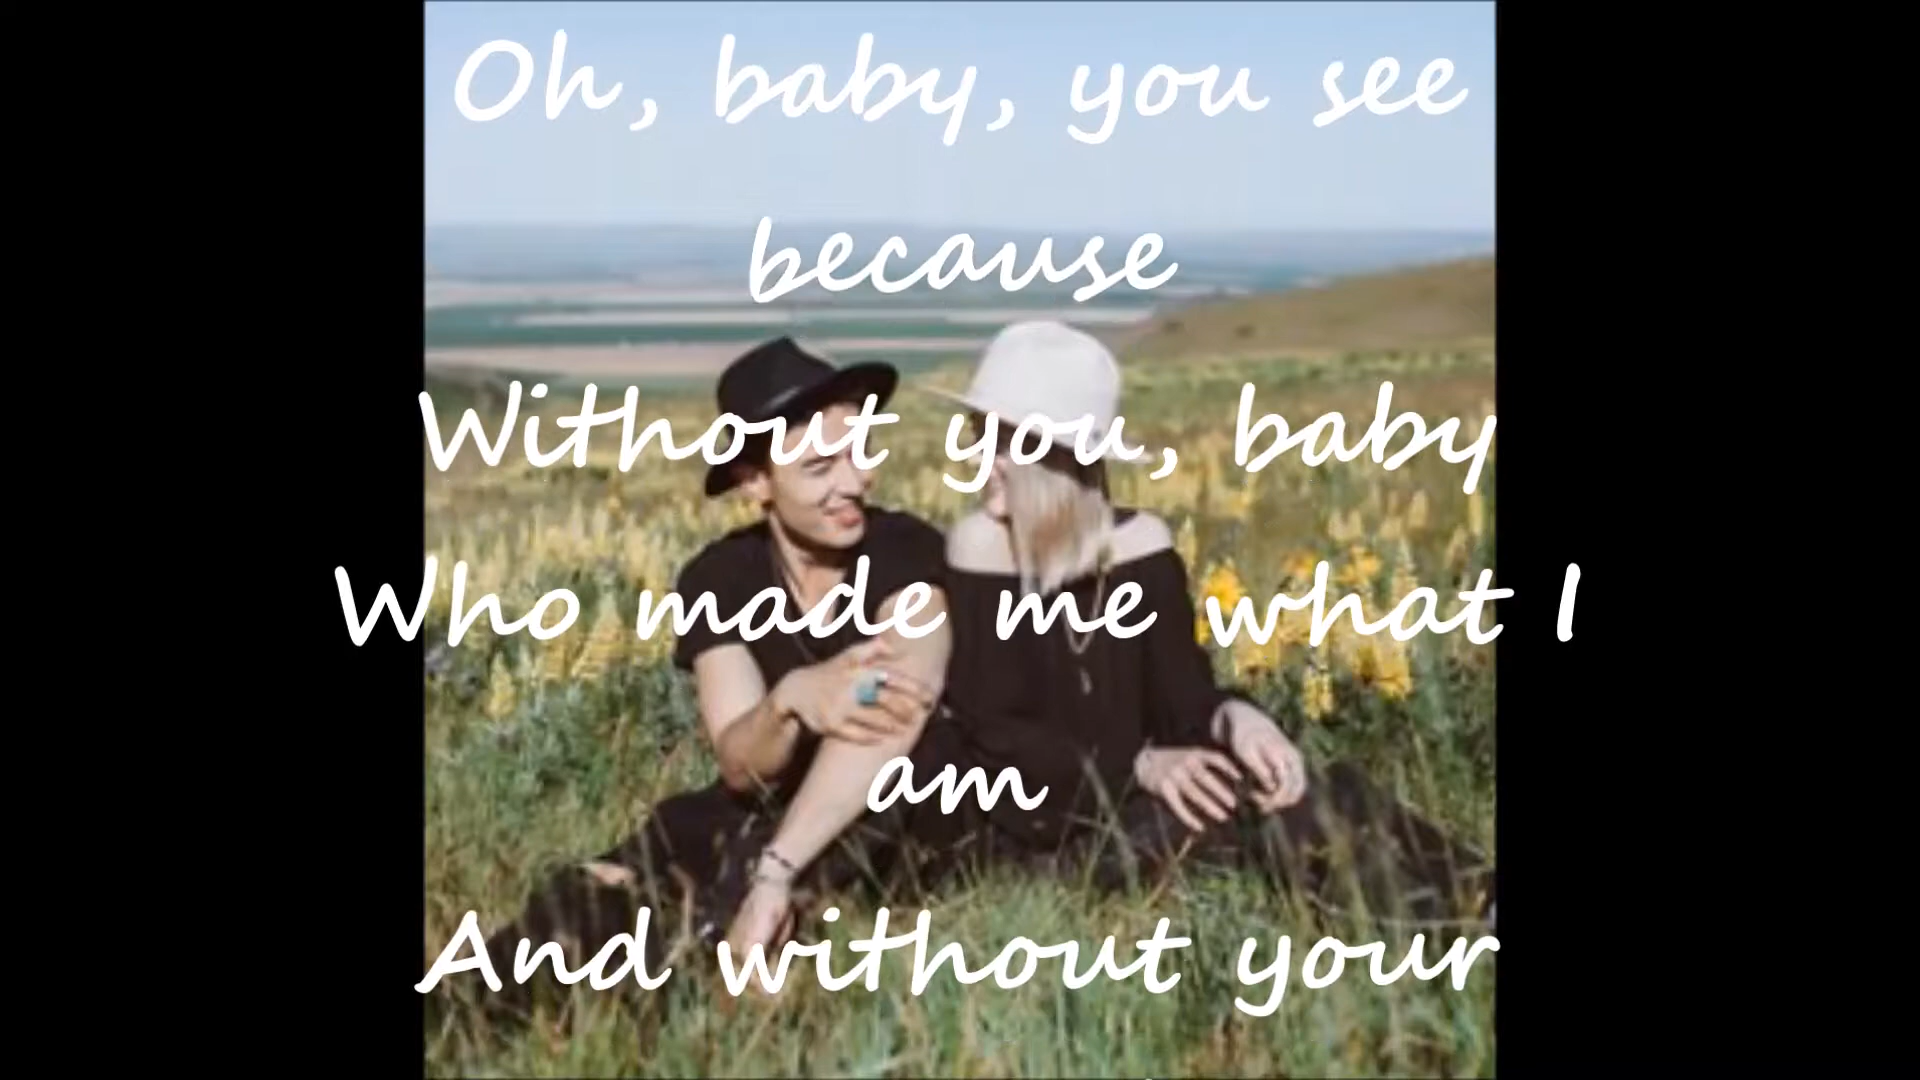 Oh, baby, you see
because
Without you, baby
Who made me what I
am
And without your